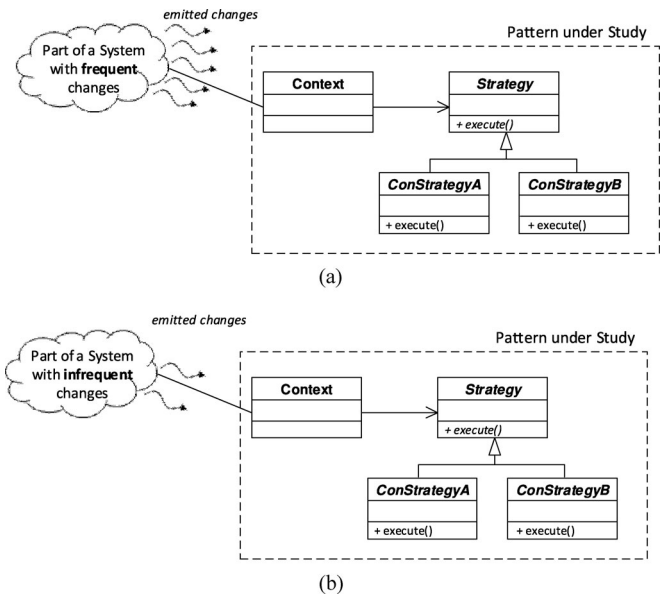 emitted changes
Pattern under Study
Part of a System
with frequent
changes
Context
Strategy
+ execute()
ConStrategyA
ConStrategyB
+ execute()
+ execute()
(a)
emitted changes
Pattern under Study
Part of a System
with infrequent
changes
Context
Strategy
+ execute()
ConStrategyA
ConStrategyB
+ execute()
+ execute()
(b)